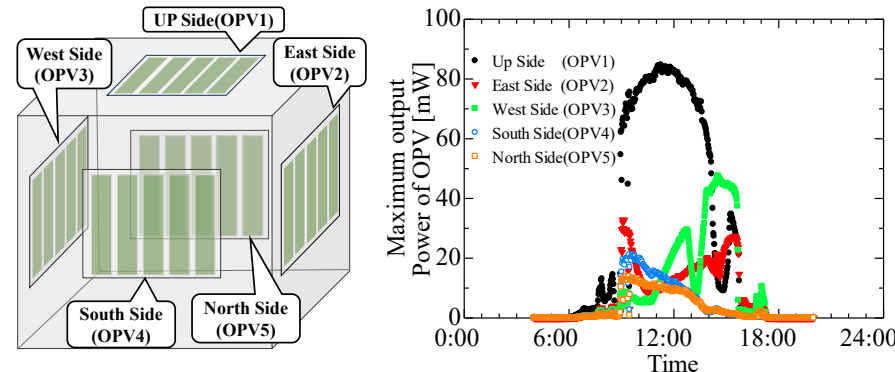 UP Side(OPV1)
West Side
(OPV3)
East Side
(OPV2)
South Side
(OPV4)
North Side
(OPV5)
Maximum output
Power of OPV [mW]
100
80
60
40
20
0
Up Side (OPV1)
East Side (OPV2)
West Side (OPV3)
South Side(OPV4)
North Side(OPV5)
0:00 6:00 12:00 18:00 24:00
Time